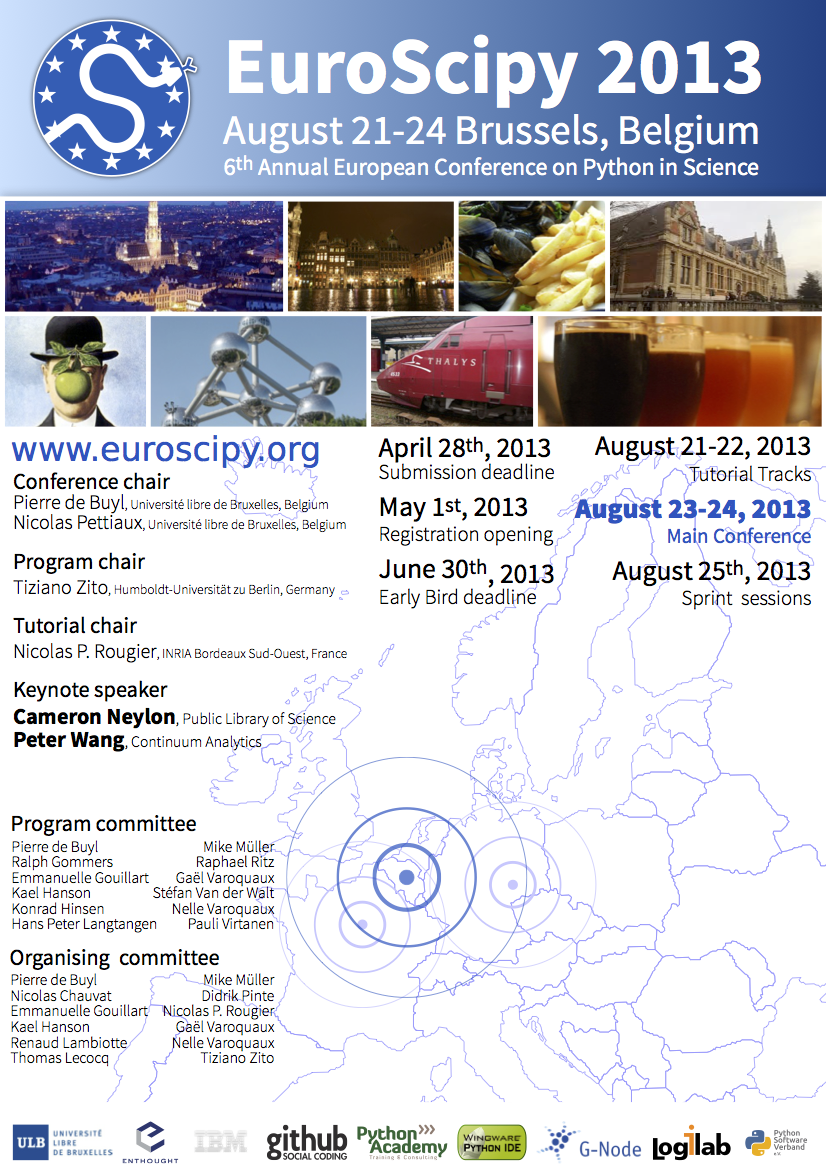 EuroScipy 2013
August 21-24 Brussels, Belgium
6th Annual European Conference on Python in Science
THALYS
www.euroscipy.org
Conference chair
Pierre de Buyl, Université libre de Bruxelles, Belgium
Nicolas Pettiaux, Université libre de Bruxelles, Belgium
Program chair
Tiziano Zito, Humboldt-Universität zu Berlin, Germany
Tutorial chair
Nicolas P. Rougier, INRIA Bordeaux Sud-Ouest, France
Keynote speaker
Cameron Neylon, Public Library of Science
Peter Wang, Continuum Analytics
April 28th, 2013
Submission deadline
May 1st, 2013
Registration opening
June 30th, 2013
Early Bird deadline
August 21-22, 2013
Tutorial Tracks
August 23-24, 2013
Main Conference
August 25th, 2013
Sprint sessions
Program committee
Pierre de Buyl Mike Müller
Ralph Gommers Raphael Ritz
Emmanuelle Gouillart Gaël Varoquaux
Kael Hanson Stéfan Van der Walt
Konrad Hinsen Nelle Varoquaux
Hans Peter Langtangen Pauli Virtanen
Organising committee
Pierre de Buyl Mike Müller
Nicolas Chauvat Didrik Pinte
Emmanuelle Gouillart Nicolas P. Rougier
Kael Hanson Gaël Varoquaux
Renaud Lambiotte Nelle Varoquaux
Thomas Lecocq Tiziano Zito
ULB
UNIVERSITÉ
LIBRE
DE BRUXELLES
ENTHOUGHT
IBM
github
SOCIAL CODING
Python
Academy
Training & Consulting
WINGWARE
PYTHON IDE
G-Node
Logilab
Python
Software
Verband
e.V.